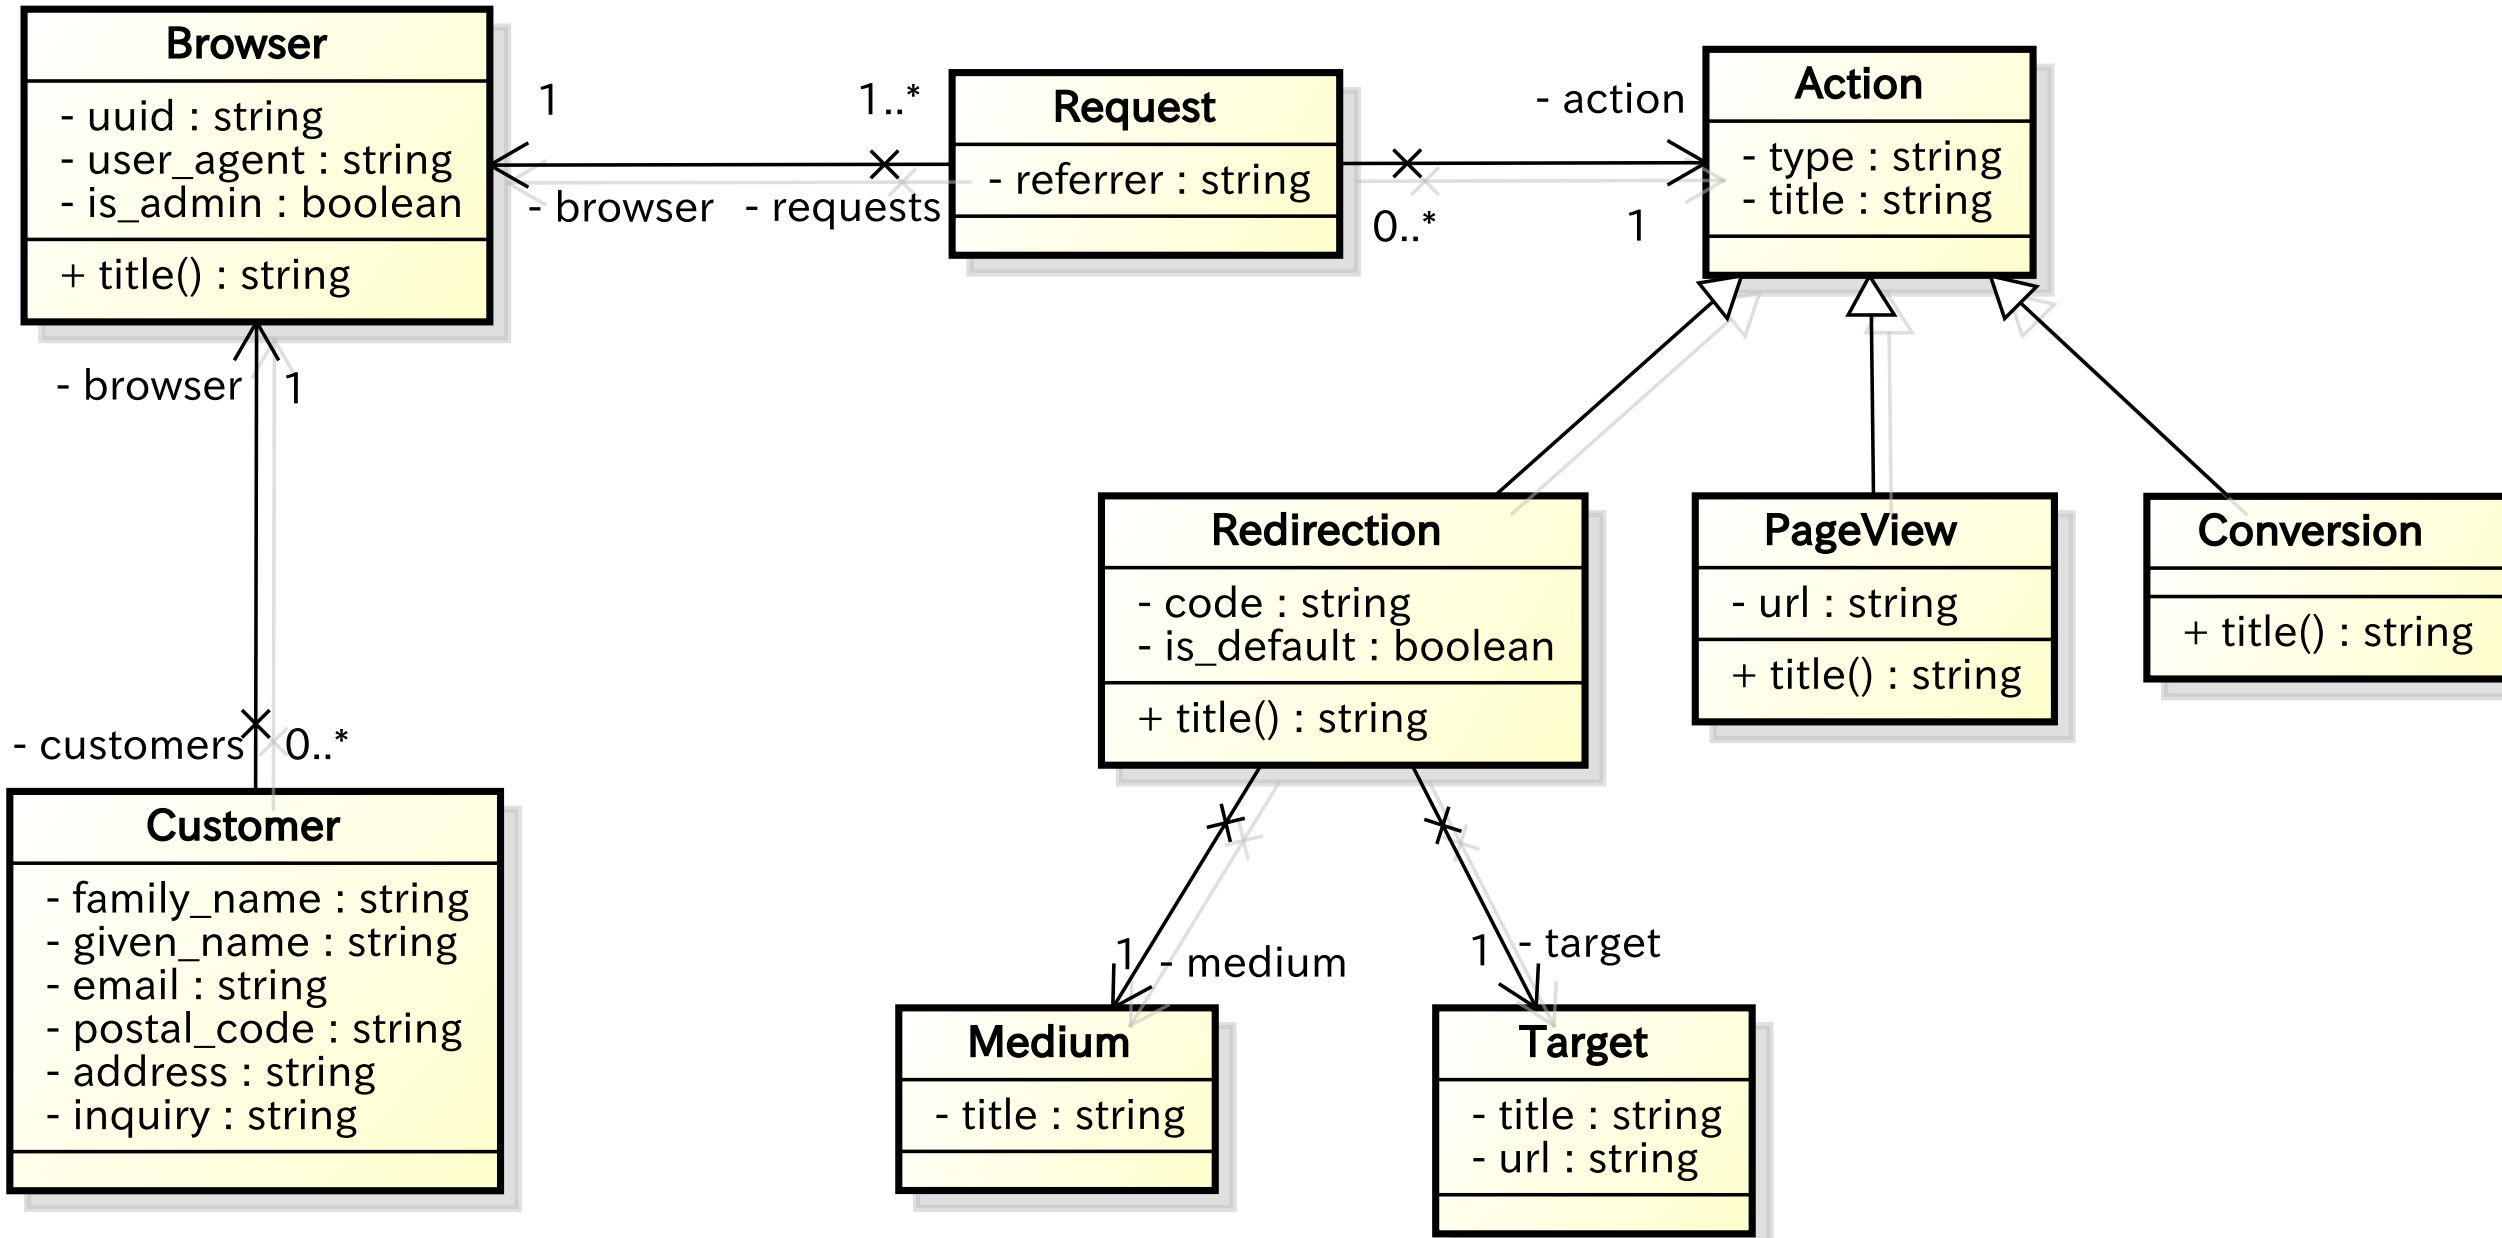 Browser
- uuid : string
- user_agent : string
- is_admin : boolean
+ title() : string
1
1..*
- browser
- requests
Request
- referrer : string
- action
0..*
1
Action
- type : string
- title : string
- browser
1
- customers
0..*
Customer
- family_name : string
- given_name : string
- email : string
- postal_code : string
- address : string
- inquiry : string
Redirection
- code : string
- is_default : boolean
+ title() : string
PageView
- url : string
+ title() : string
Conversion
+ title() : string
1
- medium
1
- target
Medium
- title : string
Target
- title : string
- url : string